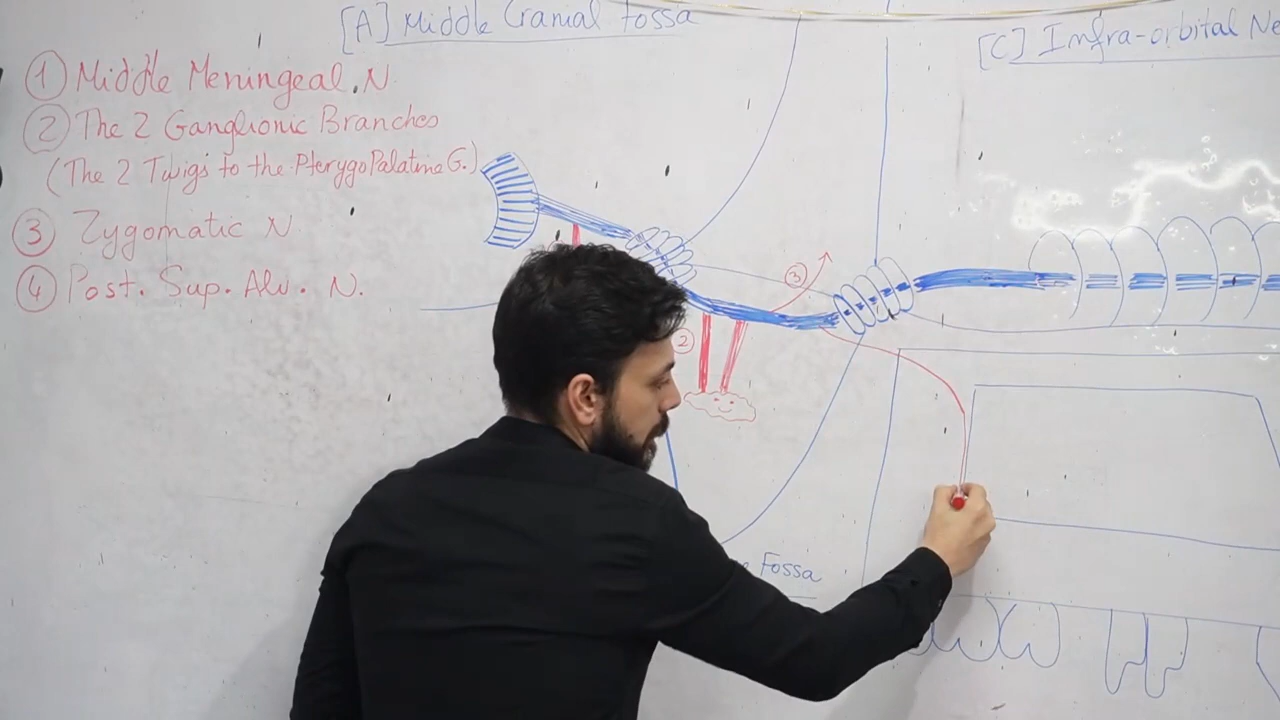 [A] Middle Cranial Fossa
[C] Infra-orbital Ne
① Middle Meningeal N
② The 2 Ganglionic Branches
(The 2 Twigs to the PterygoPalatine G.)
③ Zygomatic N
④ Post. Sup. Alv. N.
③
②
Fossa